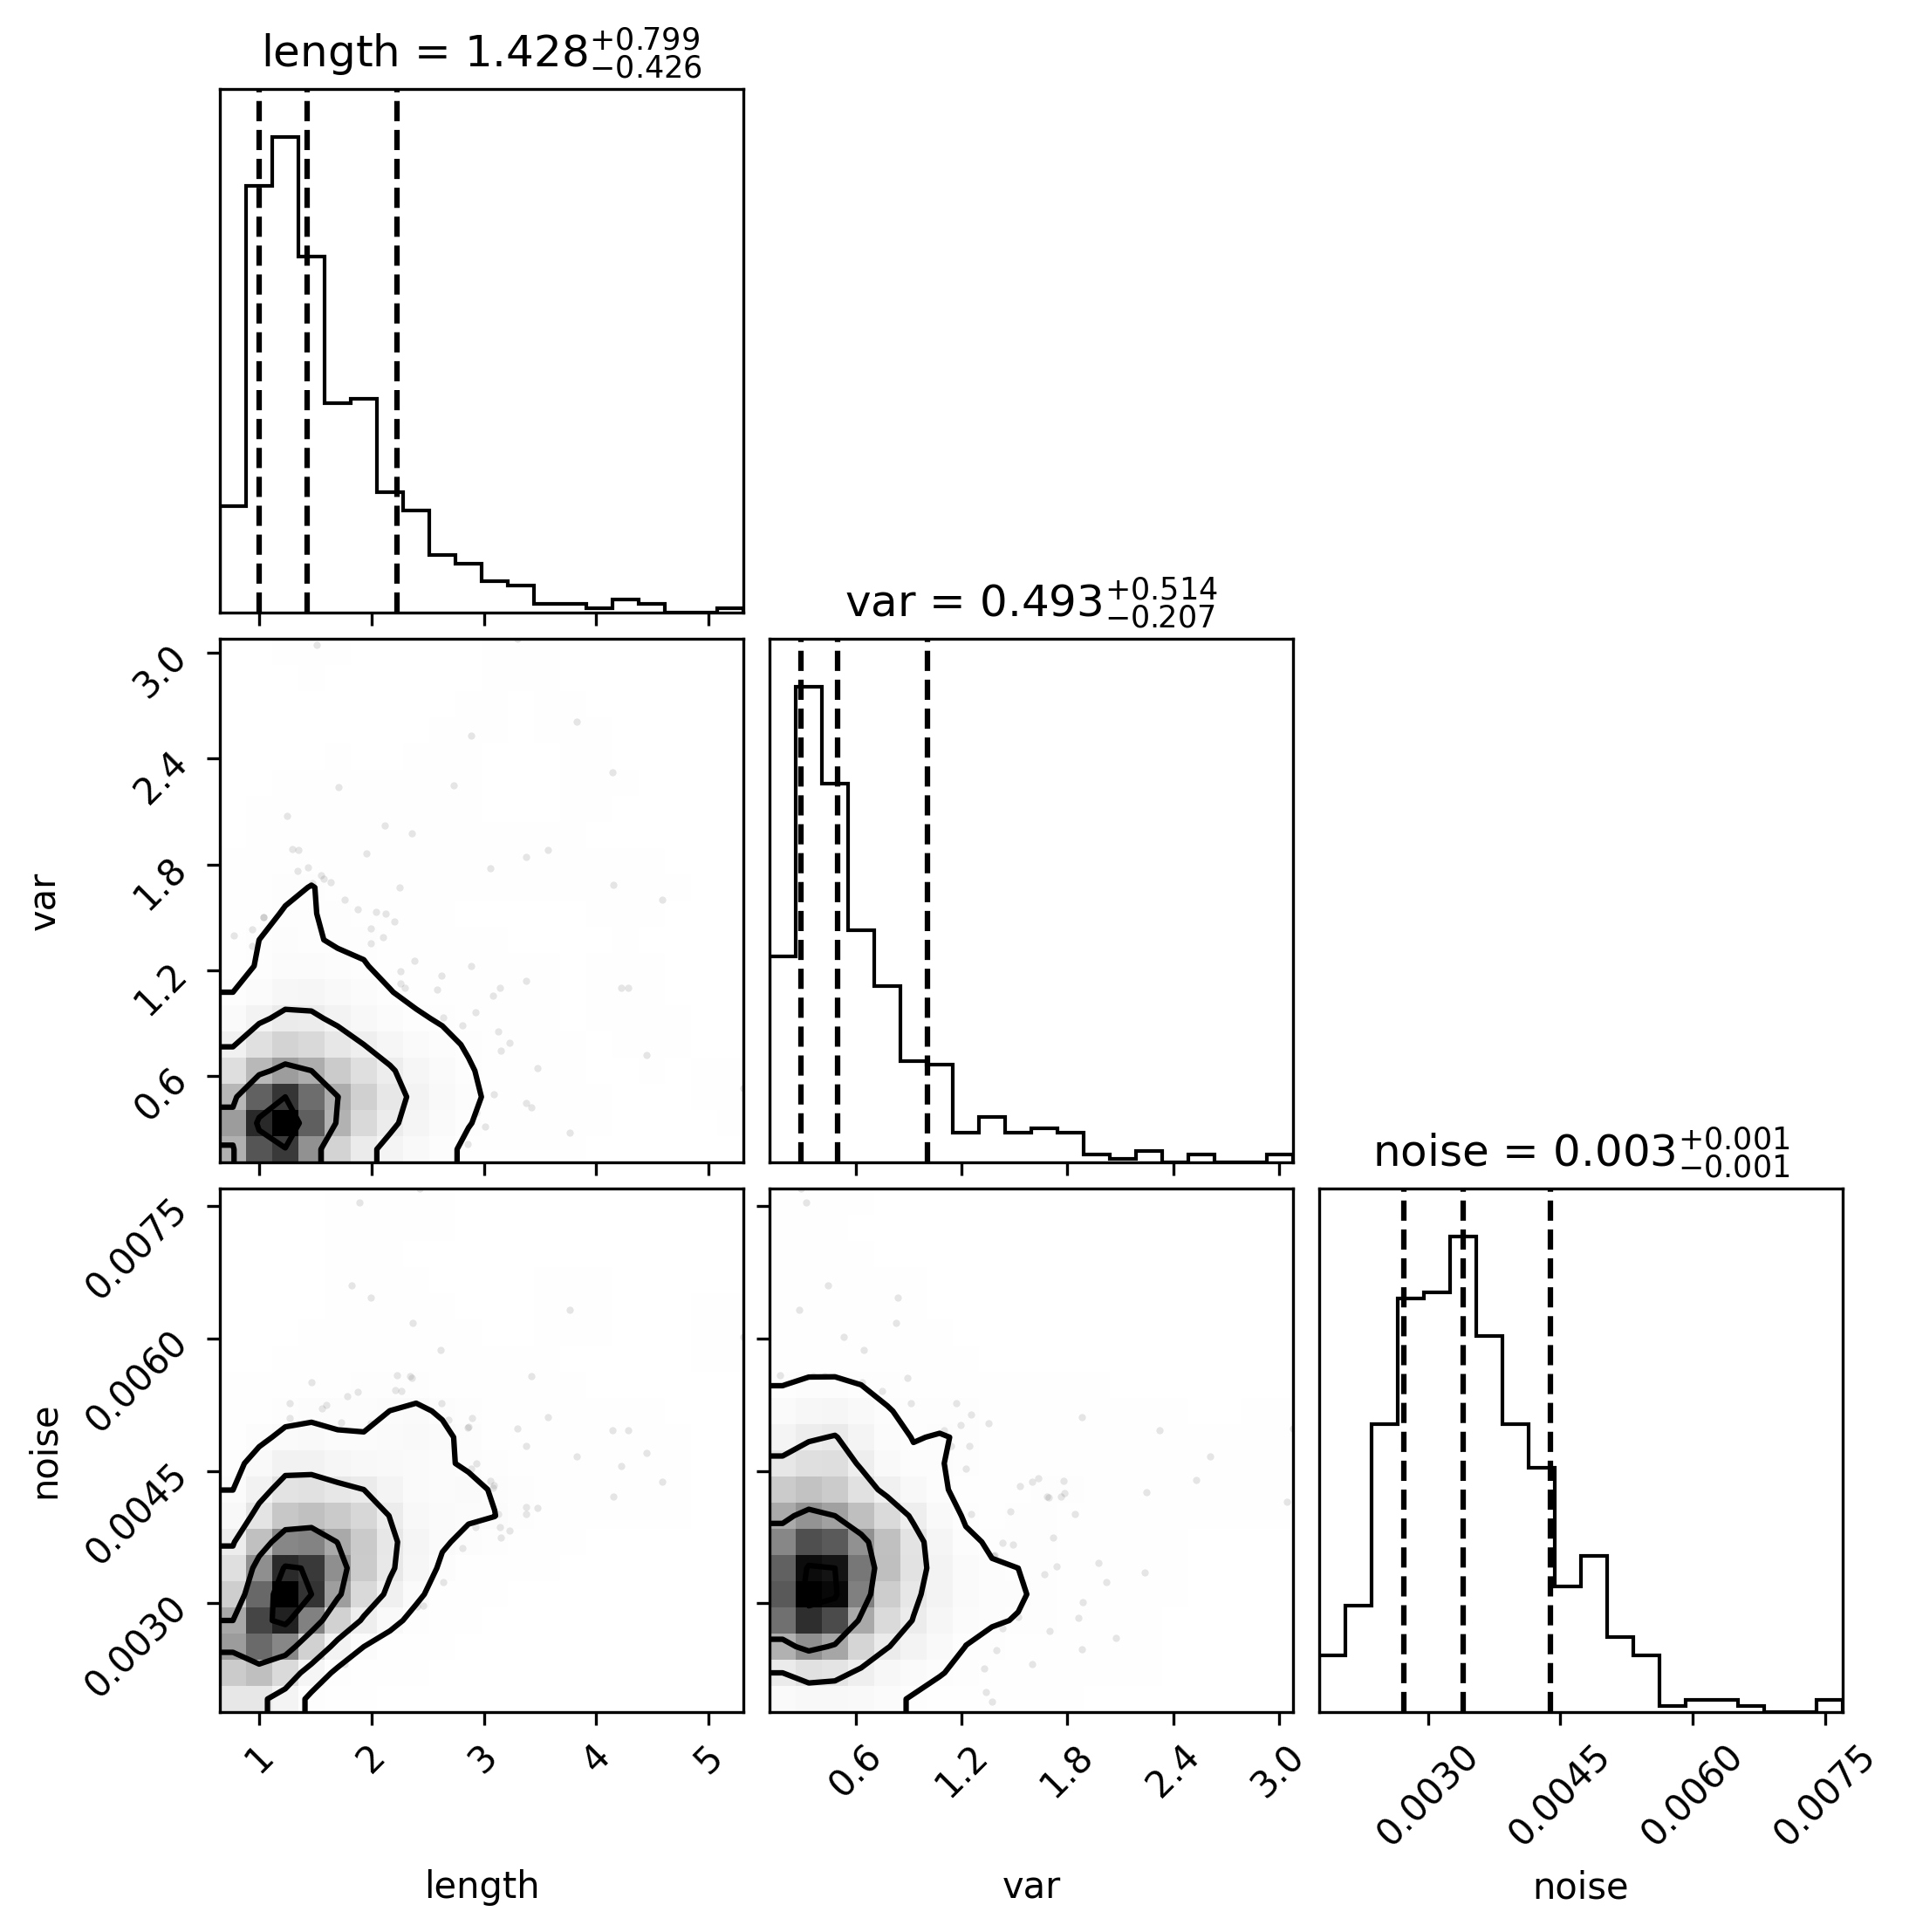 length = 1.428+0.799−0.426
var = 0.493+0.514−0.207
3.0
2.4
1.8
1.2
0.6
var
noise = 0.003+0.001−0.001
0.0075
0.0060
0.0045
0.0030
noise
1 2 3 4 5
0.6 1.2 1.8 2.4 3.0
0.0030 0.0045 0.0060 0.0075
length
var
noise